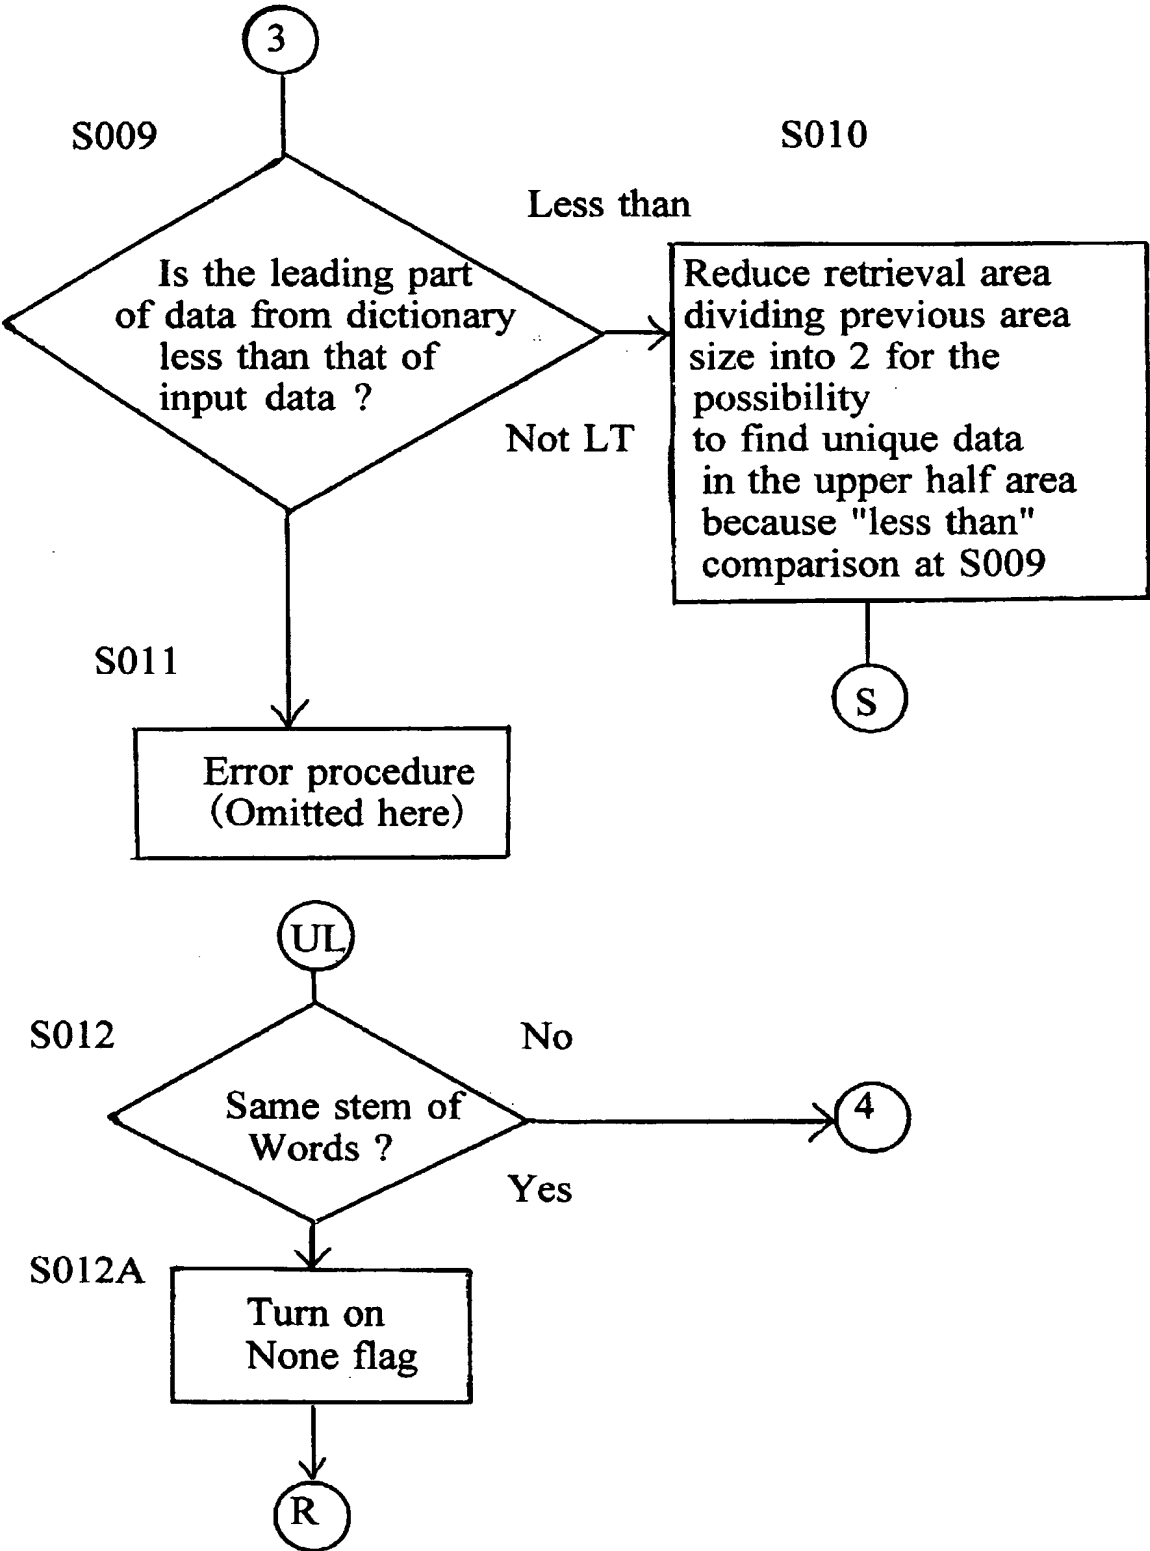 3
S009
S010
Less than
Is the leading part
of data from dictionary
less than that of
input data ?
Reduce retrieval area
dividing previous area
size into 2 for the
possibility
to find unique data
in the upper half area
because "less than"
comparison at S009
Not LT
S011
S
Error procedure
(Omitted here)
UL
S012
No
Same stem of
Words ?
4
Yes
S012A
Turn on
None flag
R